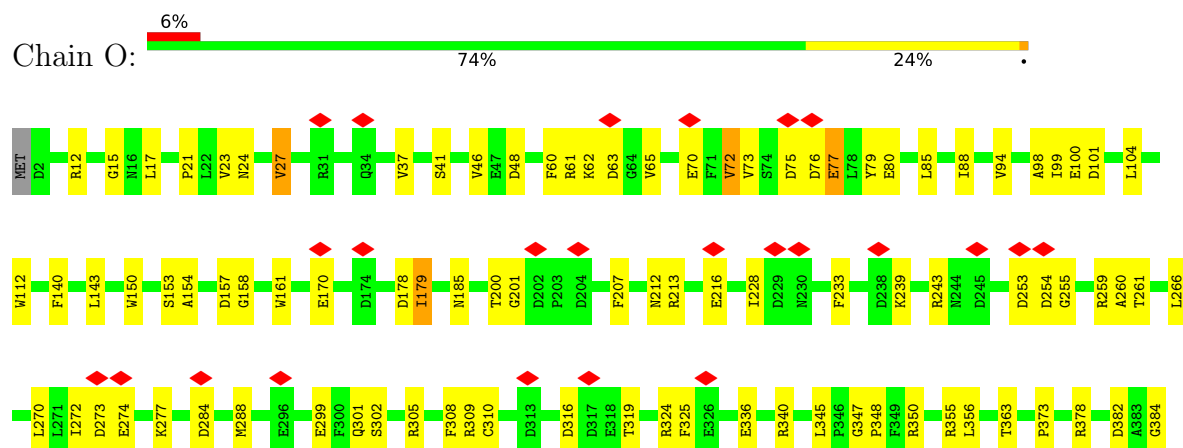 6%
Chain O:
74% 24% •
MET D2 R12 G15 N16 L17 P21 L22 V23 N24 V27 R31 Q34 V37 S41 V46 E47 D48 F60 R61 K62 D63 G64 V65 E70 F71 V72 V73 S74 D75 D76 E77 L78 Y79 E80 L85 I88 V94 A98 I99 E100 D101 L104
W112 F140 L143 W150 S153 A154 D157 G158 W161 E170 D174 D178 I179 N185 T200 G201 D202 P203 D204 F207 N212 R213 E216 I228 D229 N230 F233 D238 K239 R243 N244 D245 D253 D254 G255 R259 A260 T261 L266
L270 L271 I272 D273 E274 K277 D284 M288 E296 E299 F300 Q301 S302 R305 F308 R309 G310 D313 D316 D317 E318 T319 R324 F325 E326 E336 R340 L345 P346 G347 P348 F349 R350 R355 L356 T363 P373 R378 D382 A383 G384